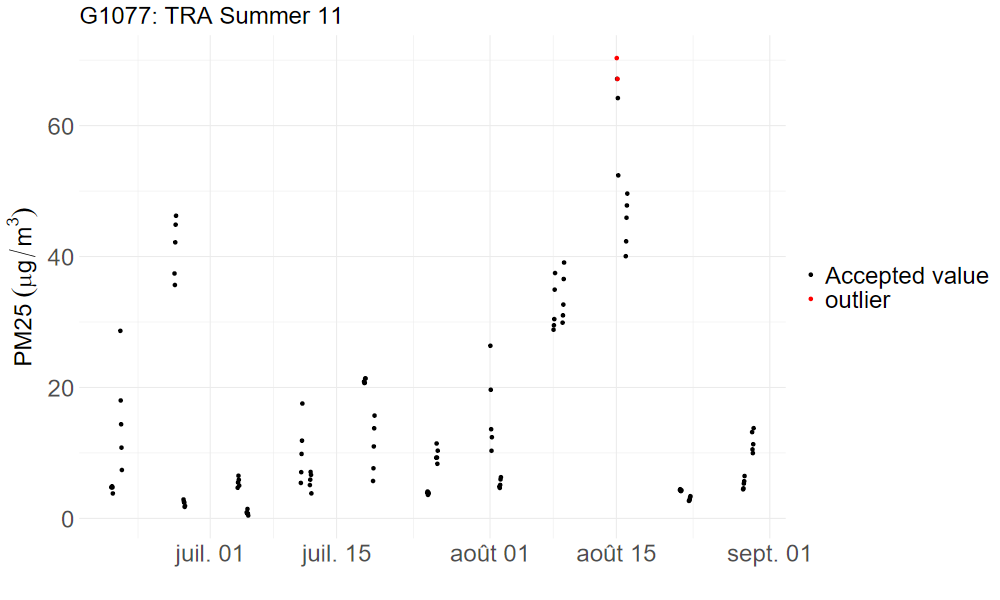 G1077: TRA Summer 11
PM25 (μg/m³)
60
40
20
0
juil. 01
juil. 15
août 01
août 15
sept. 01
Accepted value
outlier